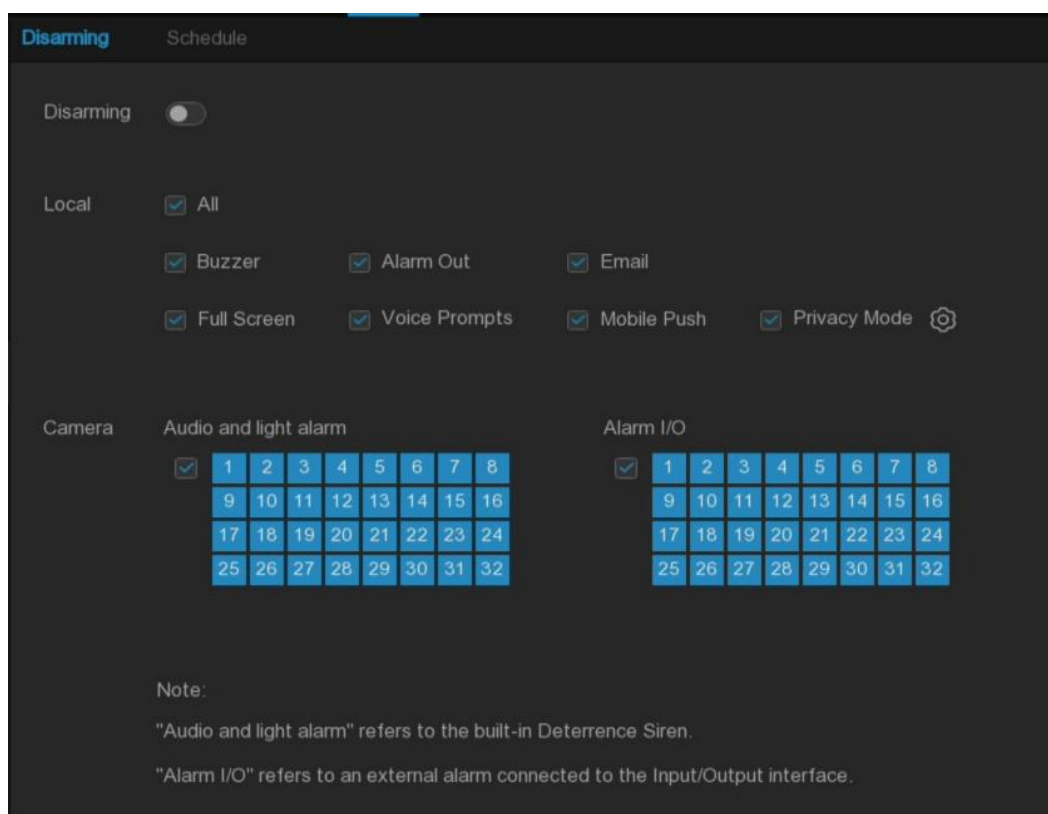 Disarming Schedule
Disarming
Local All
Buzzer Alarm Out Email
Full Screen Voice Prompts Mobile Push Privacy Mode
Camera Audio and light alarm Alarm I/O
1 2 3 4 5 6 7 8 1 2 3 4 5 6 7 8
9 10 11 12 13 14 15 16 9 10 11 12 13 14 15 16
17 18 19 20 21 22 23 24 17 18 19 20 21 22 23 24
25 26 27 28 29 30 31 32 25 26 27 28 29 30 31 32
Note:
"Audio and light alarm" refers to the built-in Deterrence Siren.
"Alarm I/O" refers to an external alarm connected to the Input/Output interface.